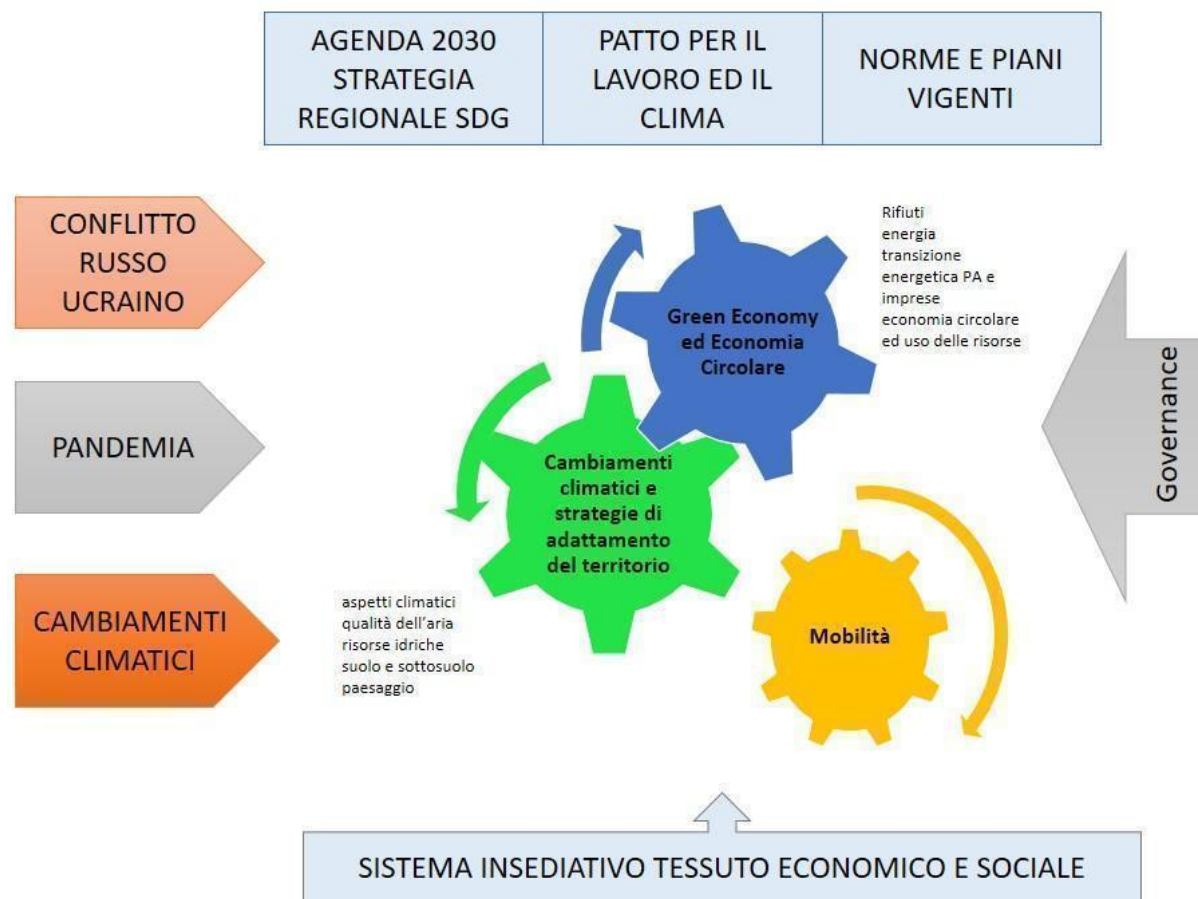 AGENDA 2030
STRATEGIA
REGIONALE SDG
PATTO PER IL
LAVORO ED IL
CLIMA
NORME E PIANI
VIGENTI
CONFLITTO
RUSSO
UCRAINO
PANDEMIA
CAMBIAMENTI
CLIMATICI
Green Economy
ed Economia
Circolare
Rifiuti
energia
transizione
energetica PA e
imprese
economia circolare
ed uso delle risorse
Cambiamenti
climatici e
strategie di
adattamento
del territorio
aspetti climatici
qualità dell'aria
risorse idriche
suolo e sottosuolo
paesaggio
Mobilità
Governance
SISTEMA INSEDIATIVO TESSUTO ECONOMICO E SOCIALE